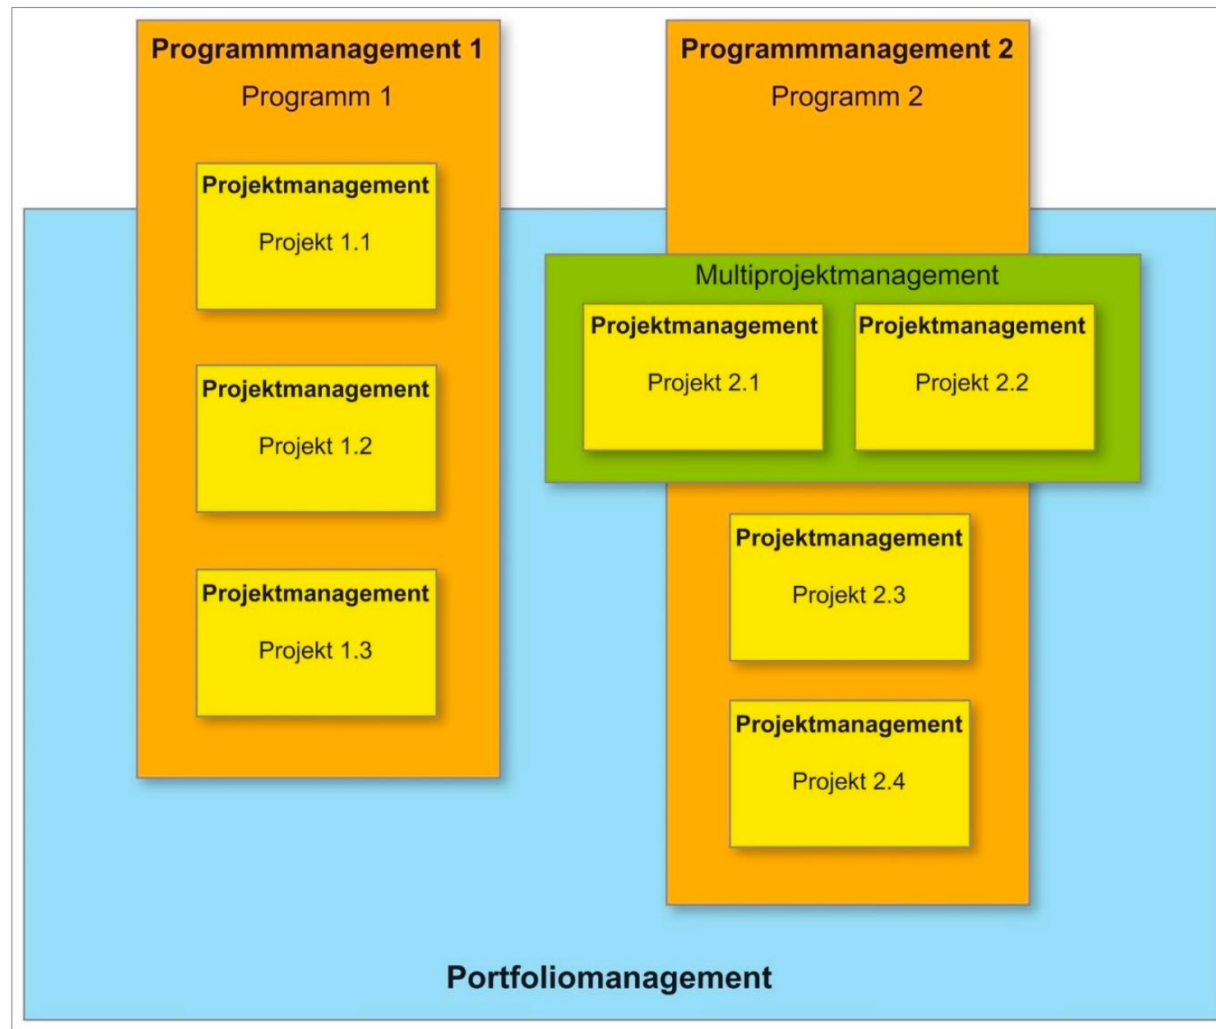 Programmmanagement 1
Programm 1
Projektmanagement
Projekt 1.1
Projektmanagement
Projekt 1.2
Projektmanagement
Projekt 1.3
Programmmanagement 2
Programm 2
Multiprojektmanagement
Projektmanagement
Projekt 2.1
Projektmanagement
Projekt 2.2
Projektmanagement
Projekt 2.3
Projektmanagement
Projekt 2.4
Portfoliomanagement